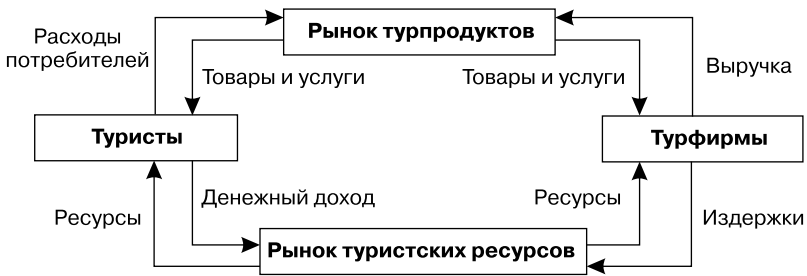 Рынок турпродуктов
Расходы
потребителей
Товары и услуги
Товары и услуги
Выручка
Туристы
Турфирмы
Ресурсы
Денежный доход
Ресурсы
Издержки
Рынок туристских ресурсов